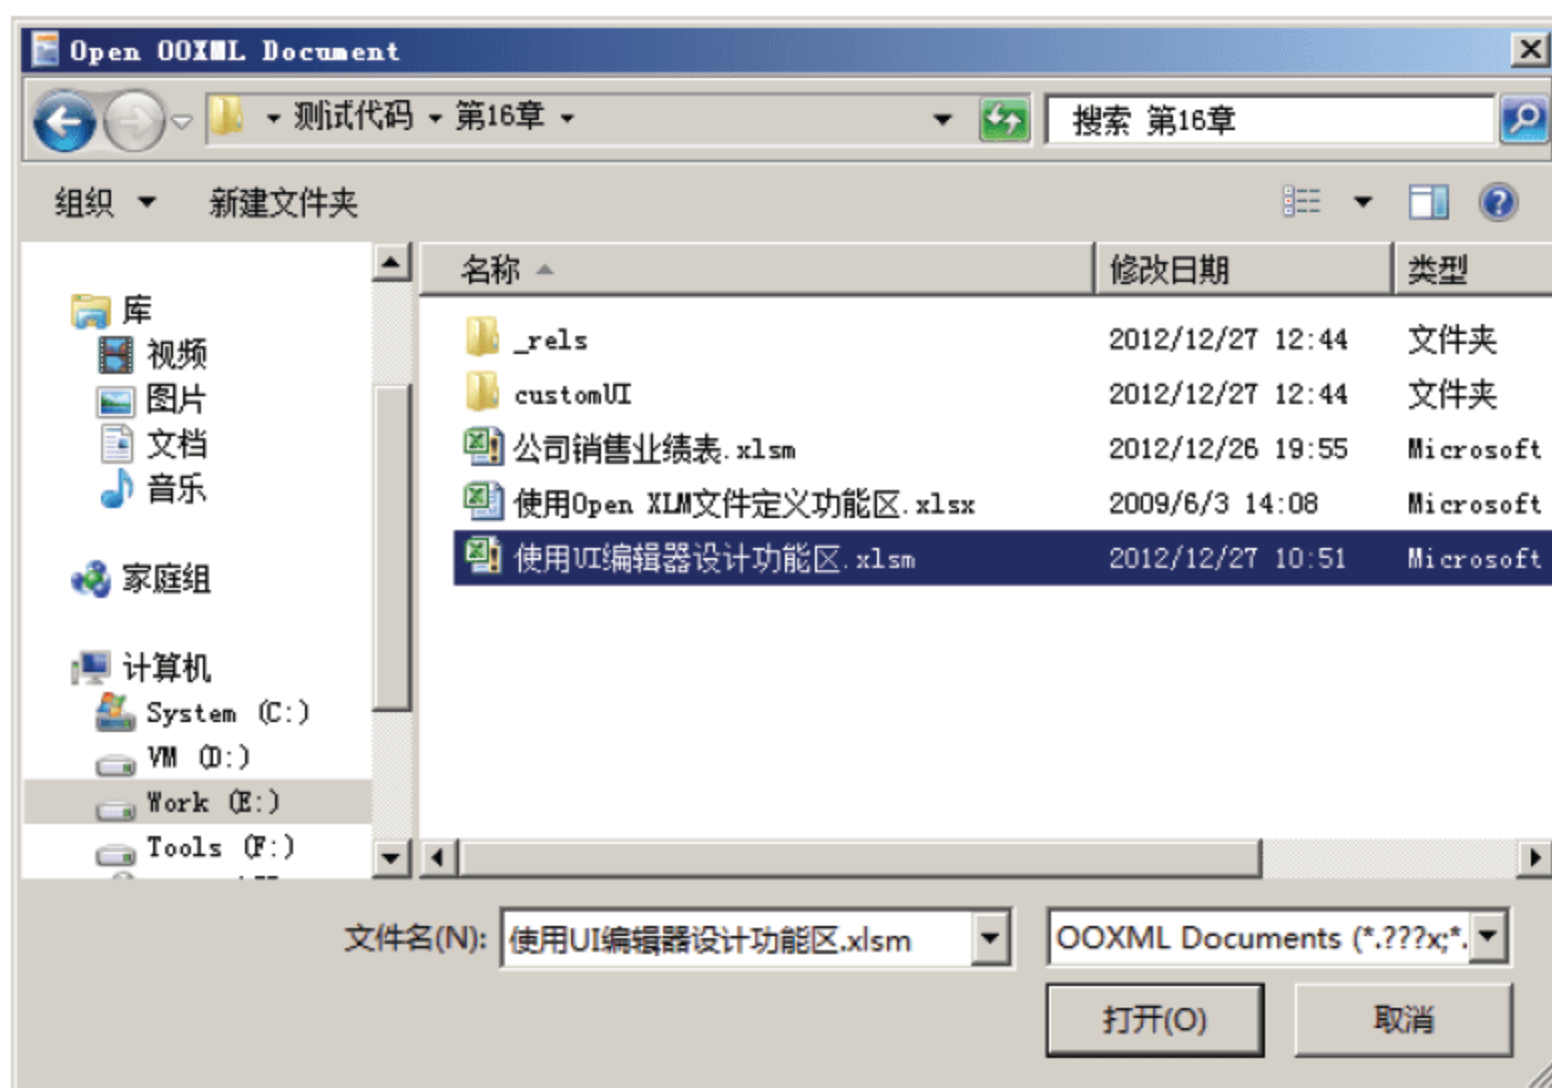 Open OOXML Document
测试代码 第16章
搜索 第16章
组织 新建文件夹
名称 修改日期 类型
库
视频
图片
文档
音乐
家庭组
计算机
System (C:)
VM (D:)
Work (E:)
Tools (F:)
_rels 2012/12/27 12:44 文件夹
customUI 2012/12/27 12:44 文件夹
公司销售业绩表.xlsm 2012/12/26 19:55 Microsoft
使用Open XLM文件定义功能区.xlsx 2009/6/3 14:08 Microsoft
使用UI编辑器设计功能区.xlsm 2012/12/27 10:51 Microsoft
文件名(N): 使用UI编辑器设计功能区.xlsm OOXML Documents (*.???x;*.
打开(O) 取消